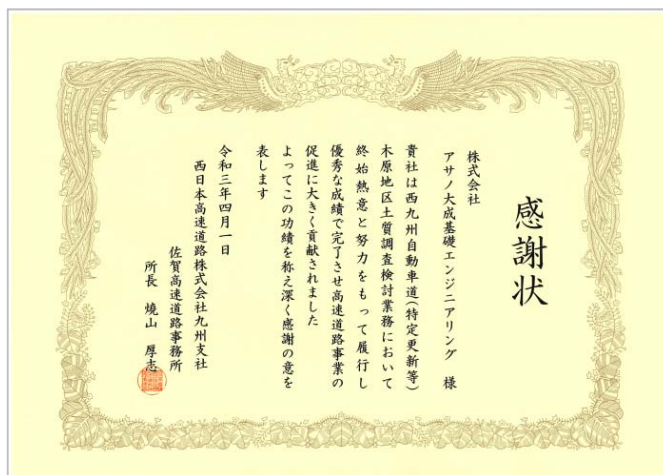 感謝状
株式会社
アサノ大成基礎エンジニアリング 様
貴社は西九州自動車道(特定更新等)
木原地区土質調査検討業務において
終始熱意と努力をもって履行し
優秀な成績で完了させ高速道路事業の
促進に大きく貢献されました
よってこの功績を称え深く感謝の意を
表します
令和三年四月一日
西日本高速道路株式会社九州支社
佐賀高速道路事務所
所長 燒山 厚志